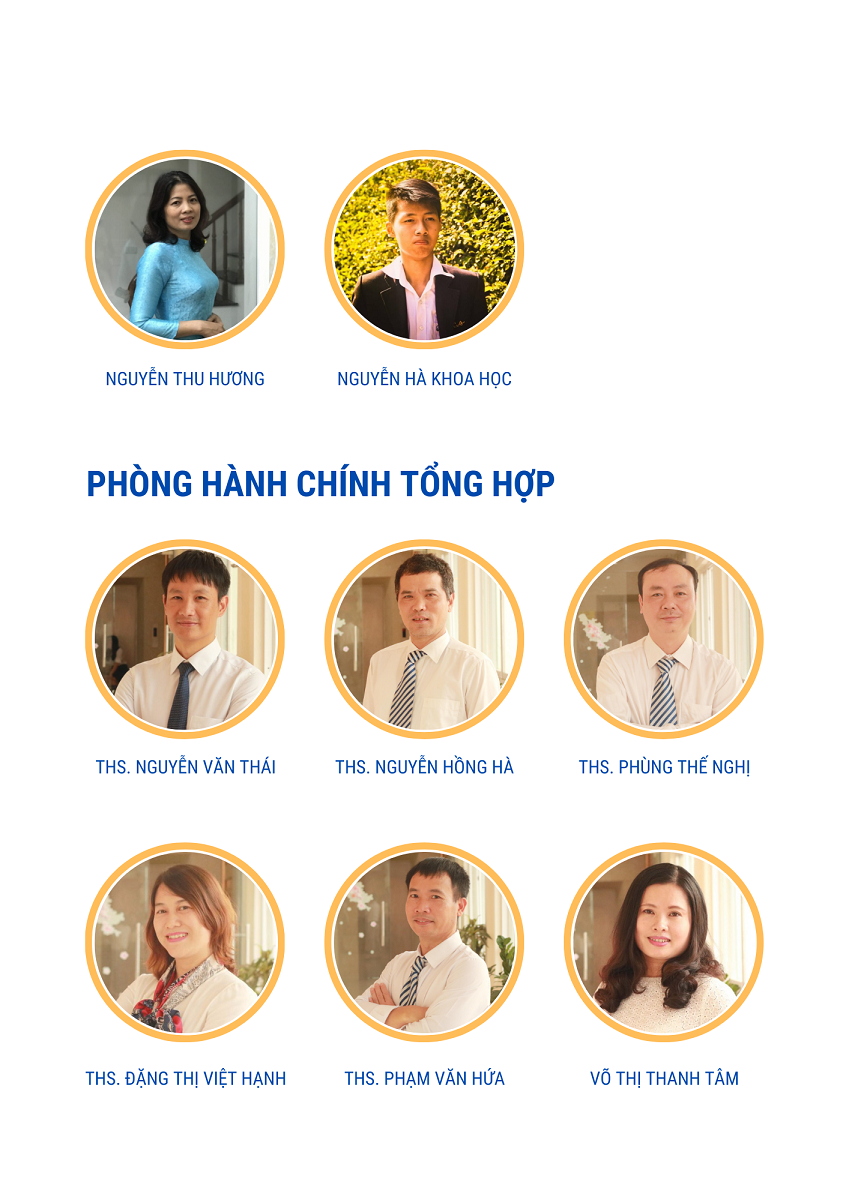 NGUYỄN THU HƯƠNG
NGUYỄN HÀ KHOA HỌC
PHÒNG HÀNH CHÍNH TỔNG HỢP
THS. NGUYỄN VĂN THÁI
THS. NGUYỄN HỒNG HÀ
THS. PHÙNG THẾ NGHỊ
THS. ĐẶNG THỊ VIỆT HẠNH
THS. PHẠM VĂN HỨA
VÕ THỊ THANH TÂM